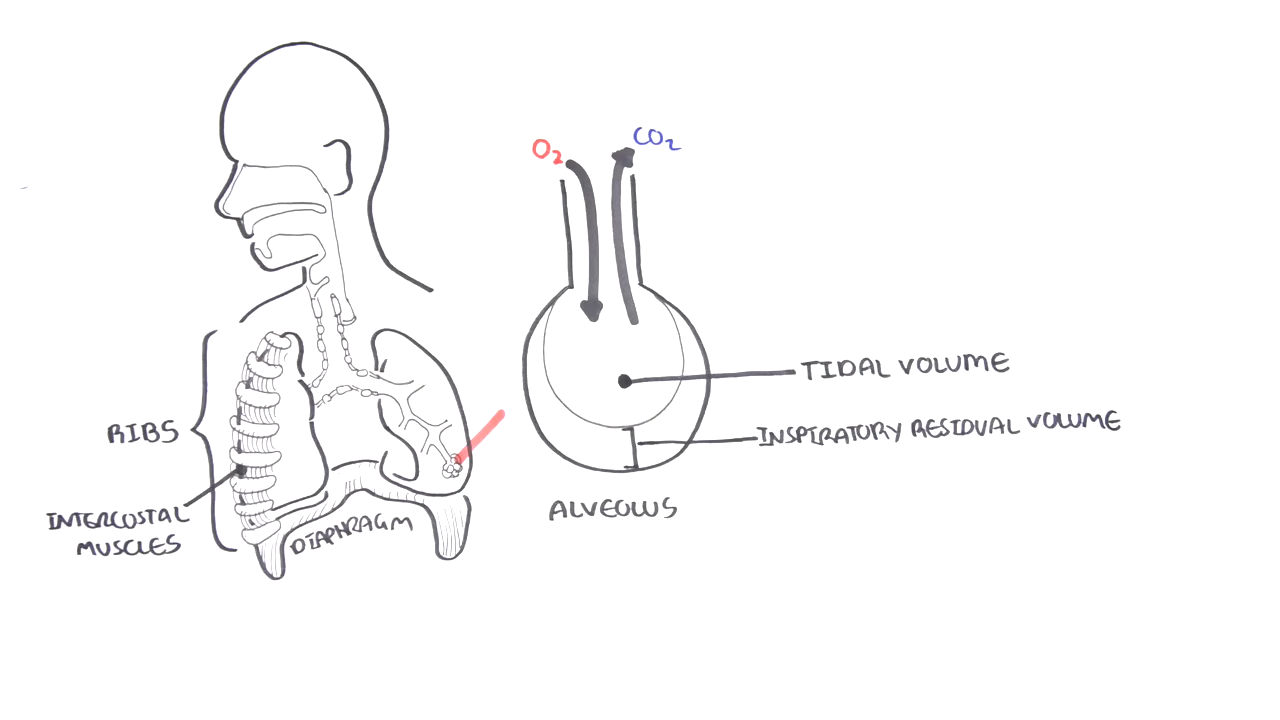 O₂
CO₂
TIDAL VOLUME
INSPIRATORY RESIDUAL VOLUME
ALVEOLUS
RIBS
INTERCOSTAL
MUSCLES
DIAPHRAGM